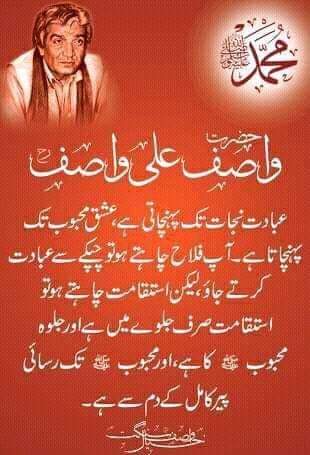 محمد ﷺ
حضرت
واصف علی واصف ؒ
عبادت نجات تک پہنچاتی ہے، عشق محبوب تک
پہنچاتا ہے۔ آپ فلاح چاہتے ہو تو چپکے سے عبادت
کرتے جاؤ، لیکن استقامت چاہتے ہو تو
استقامت صرف جلوے میں ہے اور جلوہ
محبوب ﷺ کا ہے، اور محبوب ﷺ تک رسائی
پیر کامل کے دم سے ہے۔